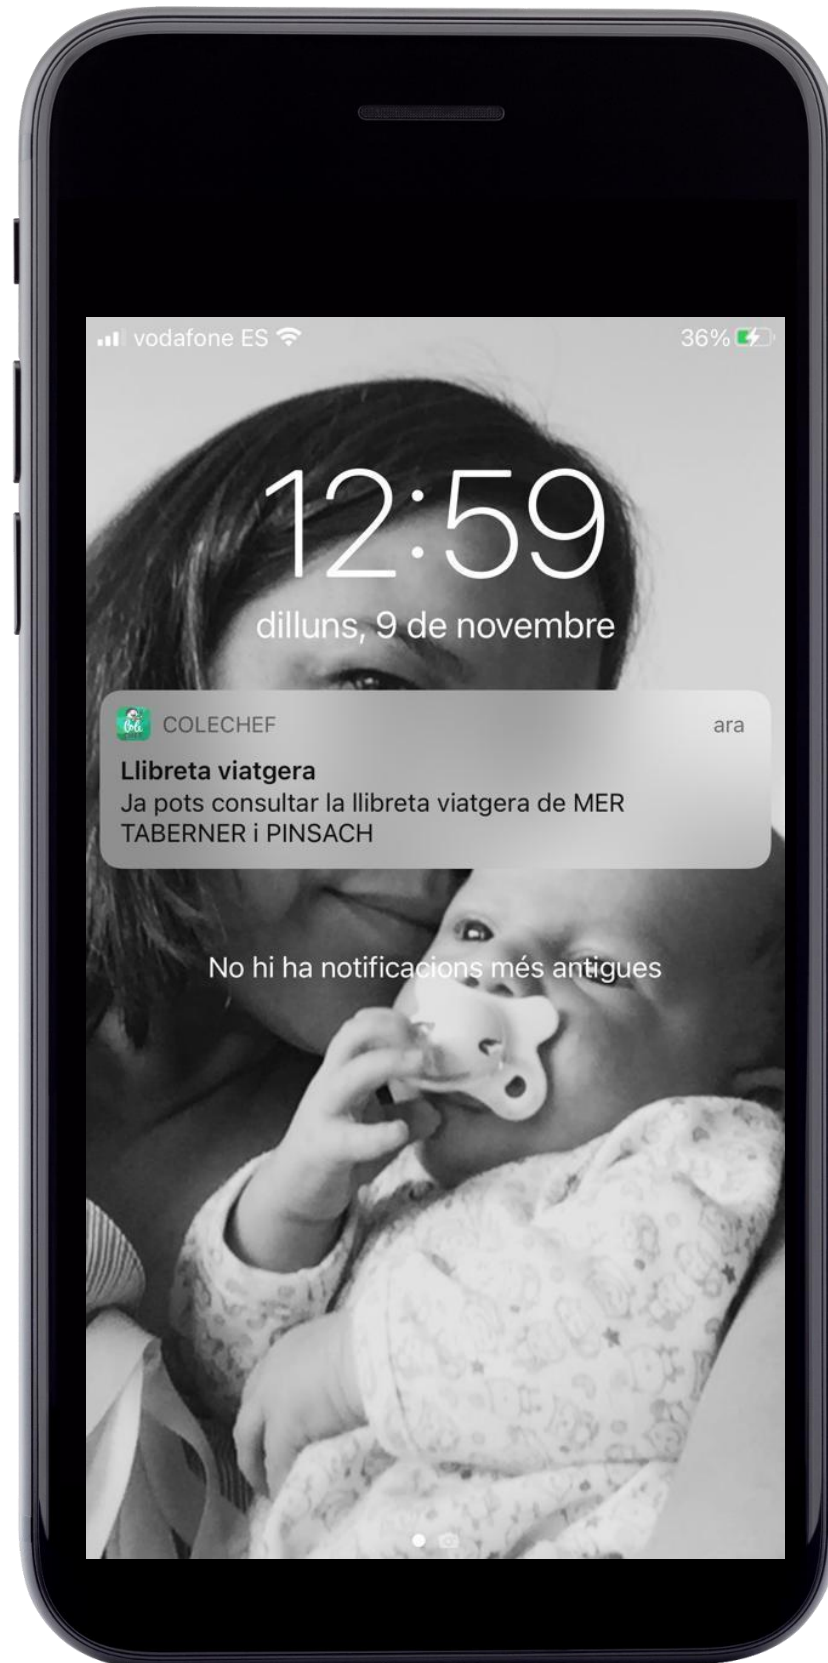 vodafone ES
36%
12:59
dilluns, 9 de novembre
Cole
COLECHEF
ara
Llibreta viatgera
Ja pots consultar la llibreta viatgera de MER
TABERNER i PINSACH
No hi ha notificacions més antigues